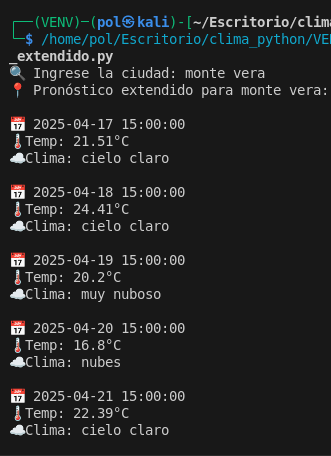 ┌──(VENV)─(pol㉿kali)-[~/Escritorio/clima
└─$ /home/pol/Escritorio/clima_python/VEN
_extendido.py
🔍 Ingrese la ciudad: monte vera
📍 Pronóstico extendido para monte vera:
📅 2025-04-17 15:00:00
🌡️Temp: 21.51°C
☁️Clima: cielo claro
📅 2025-04-18 15:00:00
🌡️Temp: 24.41°C
☁️Clima: cielo claro
📅 2025-04-19 15:00:00
🌡️Temp: 20.2°C
☁️Clima: muy nuboso
📅 2025-04-20 15:00:00
🌡️Temp: 16.8°C
☁️Clima: nubes
📅 2025-04-21 15:00:00
🌡️Temp: 22.39°C
☁️Clima: cielo claro